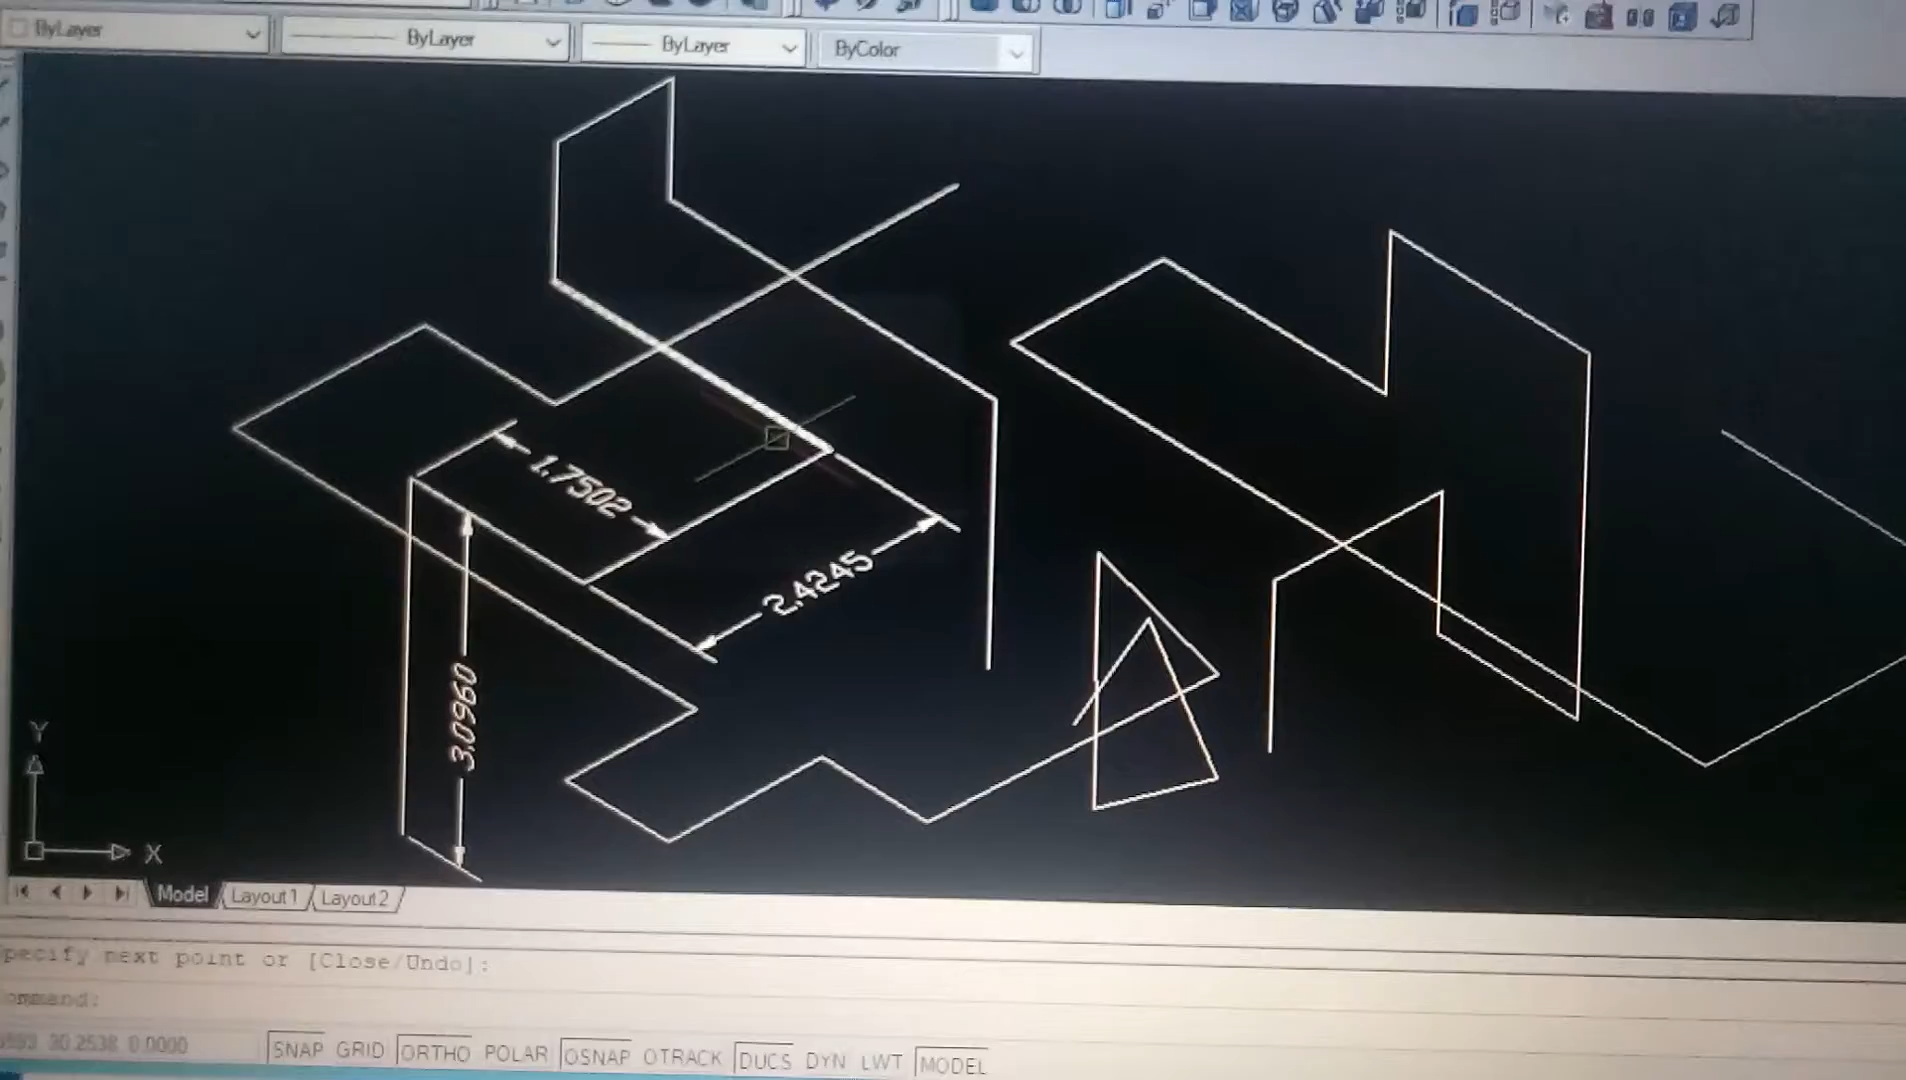 ByLayer
ByLayer
ByLayer
ByColor
1.7502
2.4245
3.0960
Y
X
Model
Layout1
Layout2
pecify next point or [Close/Undo]:
ommand:
30.2538 0.0000
SNAP GRID ORTHO POLAR OSNAP OTRACK DUCS DYN LWT MODEL